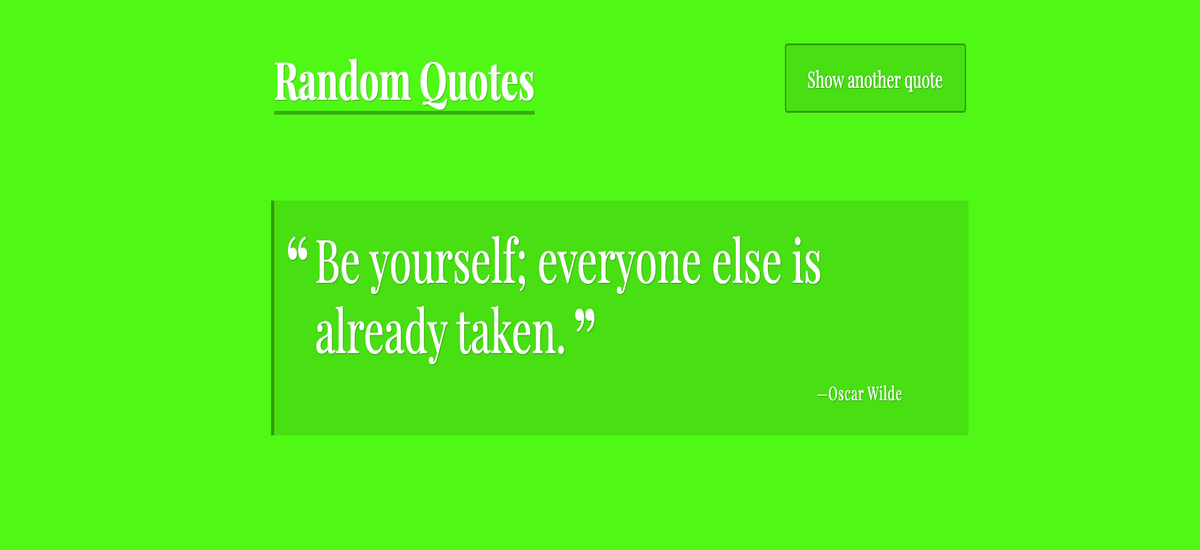 Random Quotes
Show another quote
“Be yourself; everyone else is
already taken.”
—Oscar Wilde